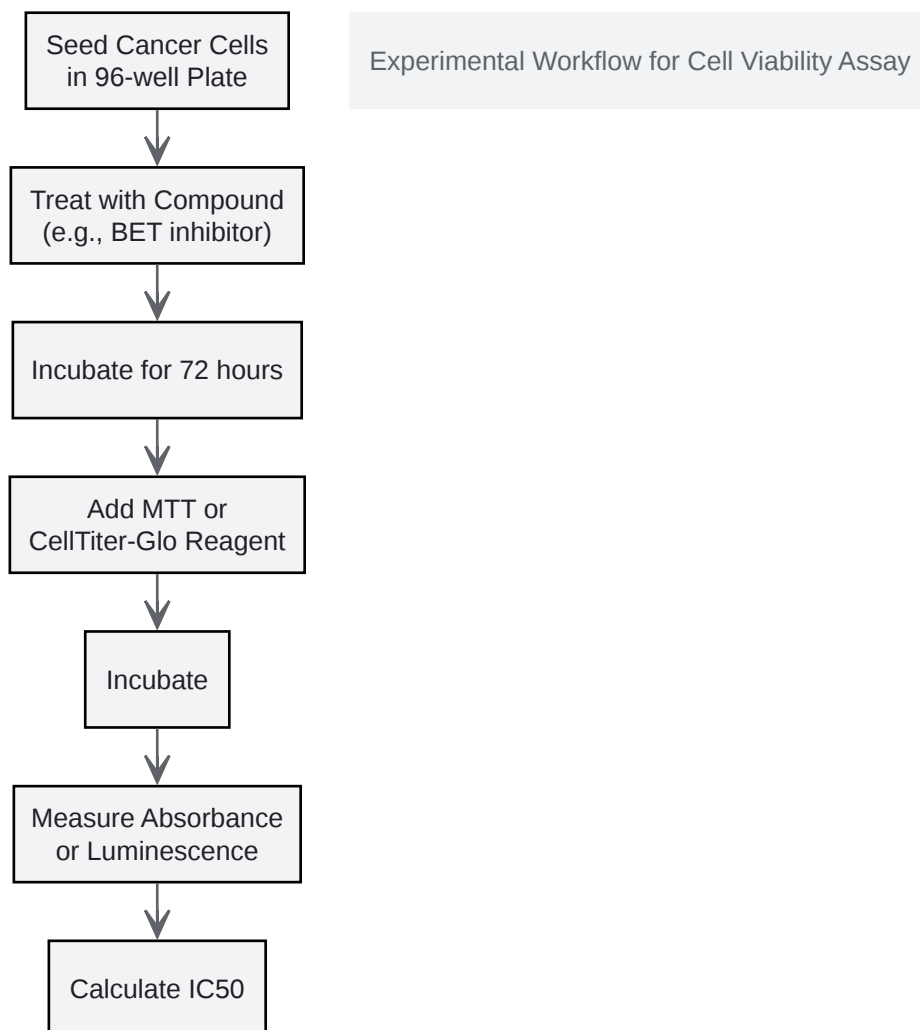 Seed Cancer Cells
in 96-well Plate
Experimental Workflow for Cell Viability Assay
Treat with Compound
(e.g., BET inhibitor)
Incubate for 72 hours
Add MTT or
CellTiter-Glo Reagent
Incubate
Measure Absorbance
or Luminescence
Calculate IC50